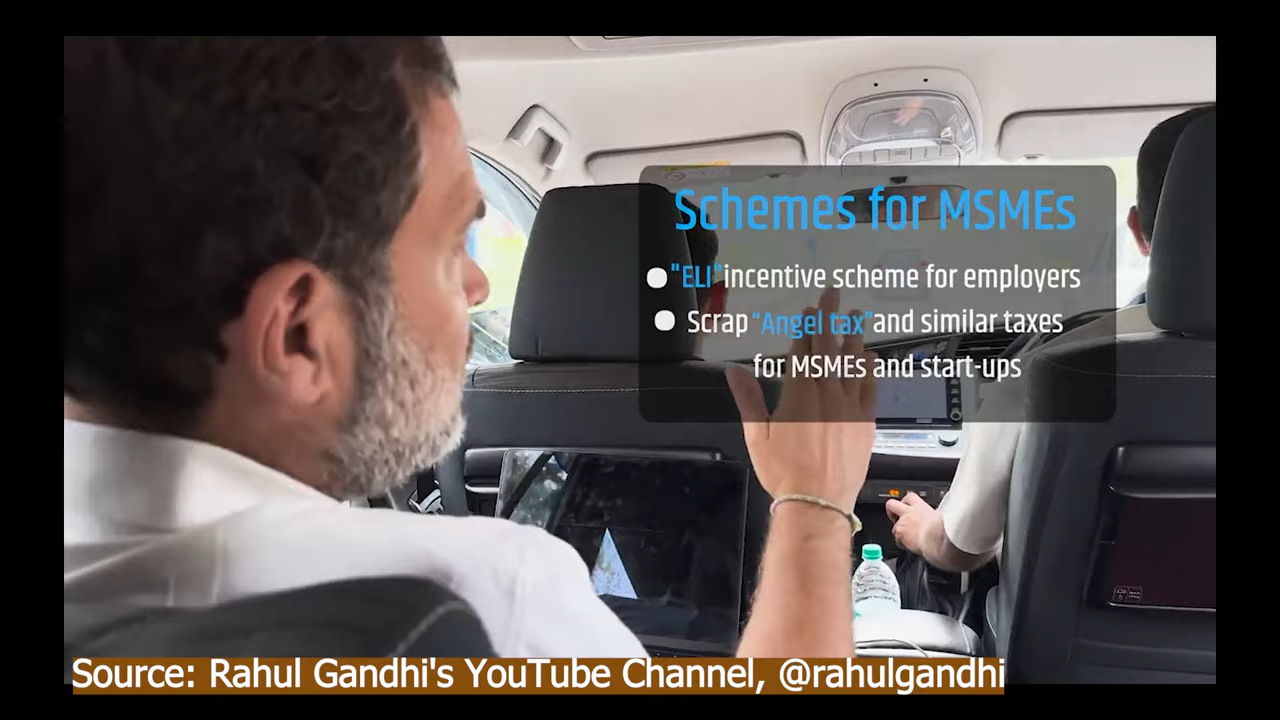 Schemes for MSMEs
"ELI" incentive scheme for employers
Scrap “Angel tax” and similar taxes
for MSMEs and start-ups
Source: Rahul Gandhi's YouTube Channel, @rahulgandhi